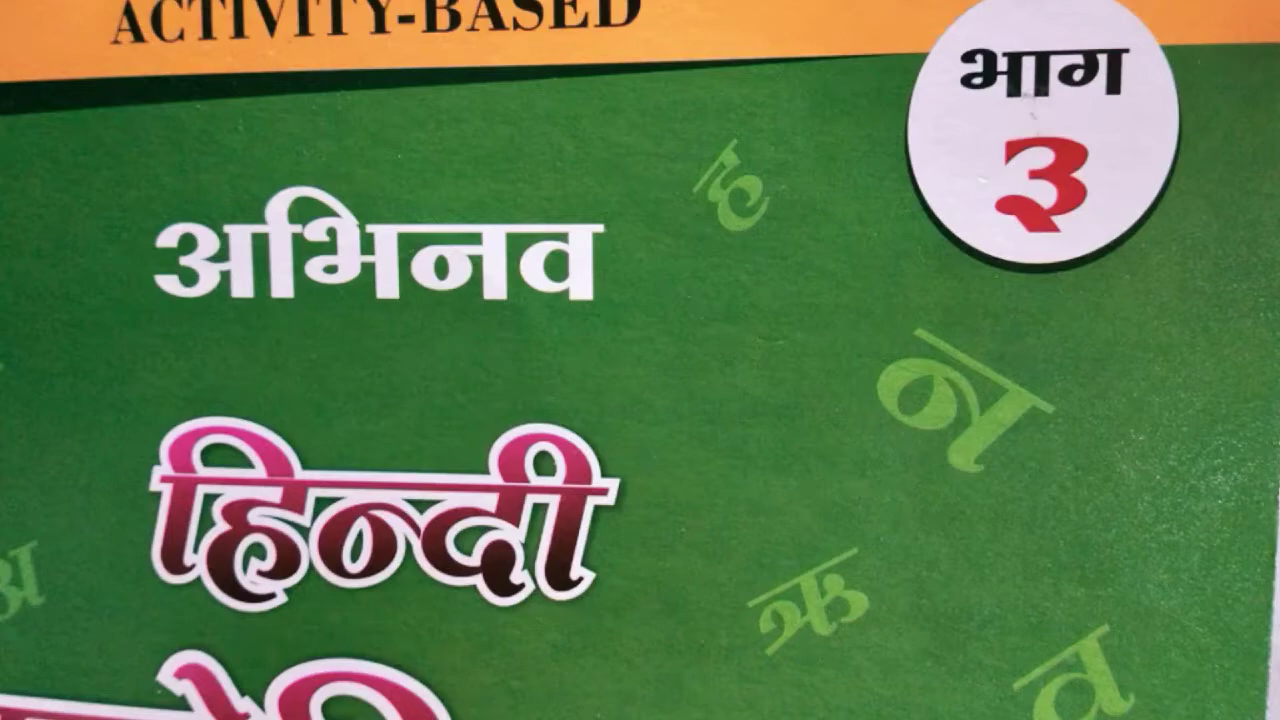 ACTIVITY-BASED
भाग
३
अभिनव
ह
श
हिन्दी
ऋ
अ
व